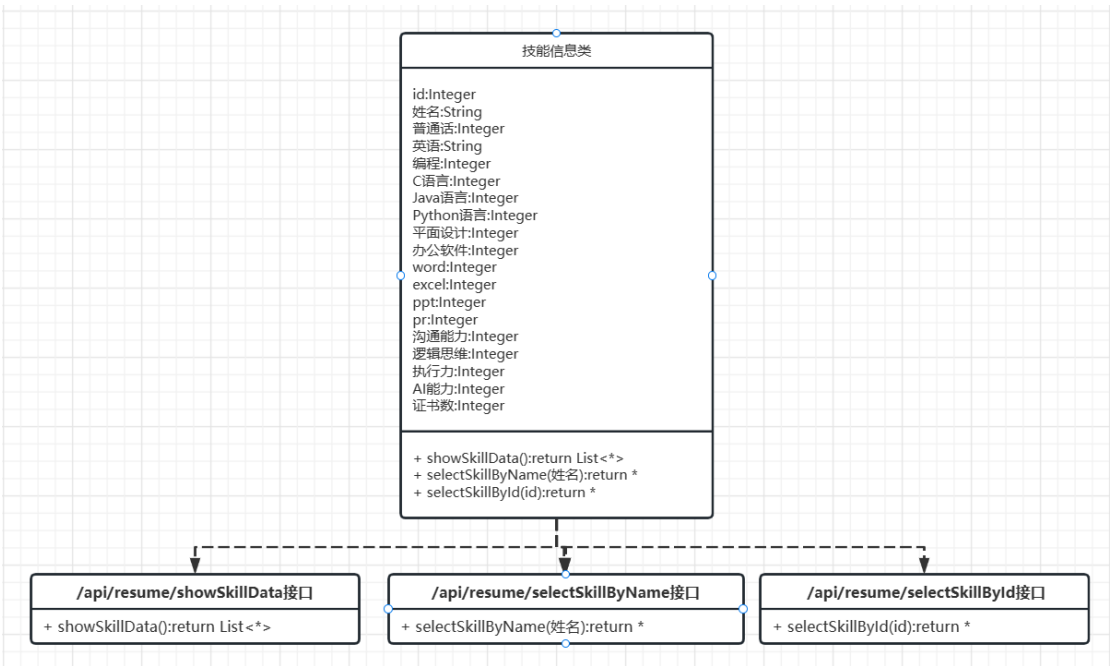 技能信息类
id:Integer
姓名:String
普通话:Integer
英语:String
编程:Integer
C语言:Integer
Java语言:Integer
Python语言:Integer
平面设计:Integer
办公软件:Integer
word:Integer
excel:Integer
ppt:Integer
pr:Integer
沟通能力:Integer
逻辑思维:Integer
执行力:Integer
AI能力:Integer
证书数:Integer
+ showSkillData():return List<*>
+ selectSkillByName(姓名):return *
+ selectSkillById(id):return *
/api/resume/showSkillData接口
+ showSkillData():return List<*>
/api/resume/selectSkillByName接口
+ selectSkillByName(姓名):return *
/api/resume/selectSkillById接口
+ selectSkillById(id):return *